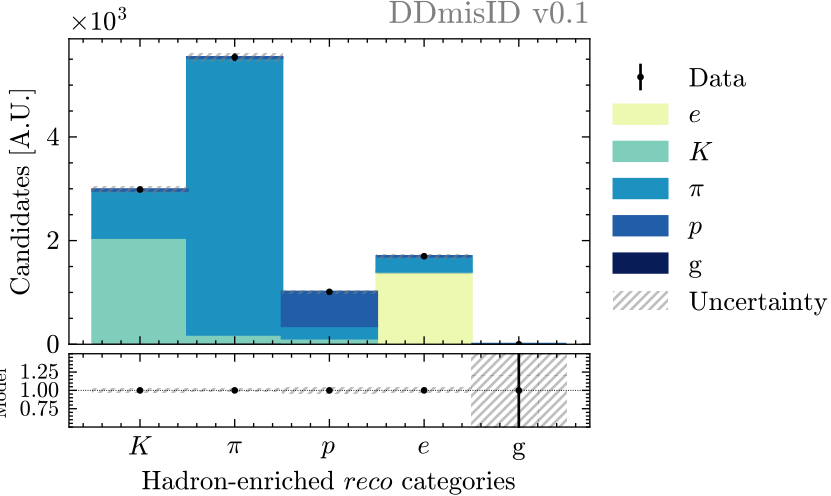 ×10³
DDmisID v0.1
Candidates [A.U.]
4
2
0
Data
e
K
π
p
g
Uncertainty
Model
1.25
1.00
0.75
K π p e g
Hadron-enriched reco categories